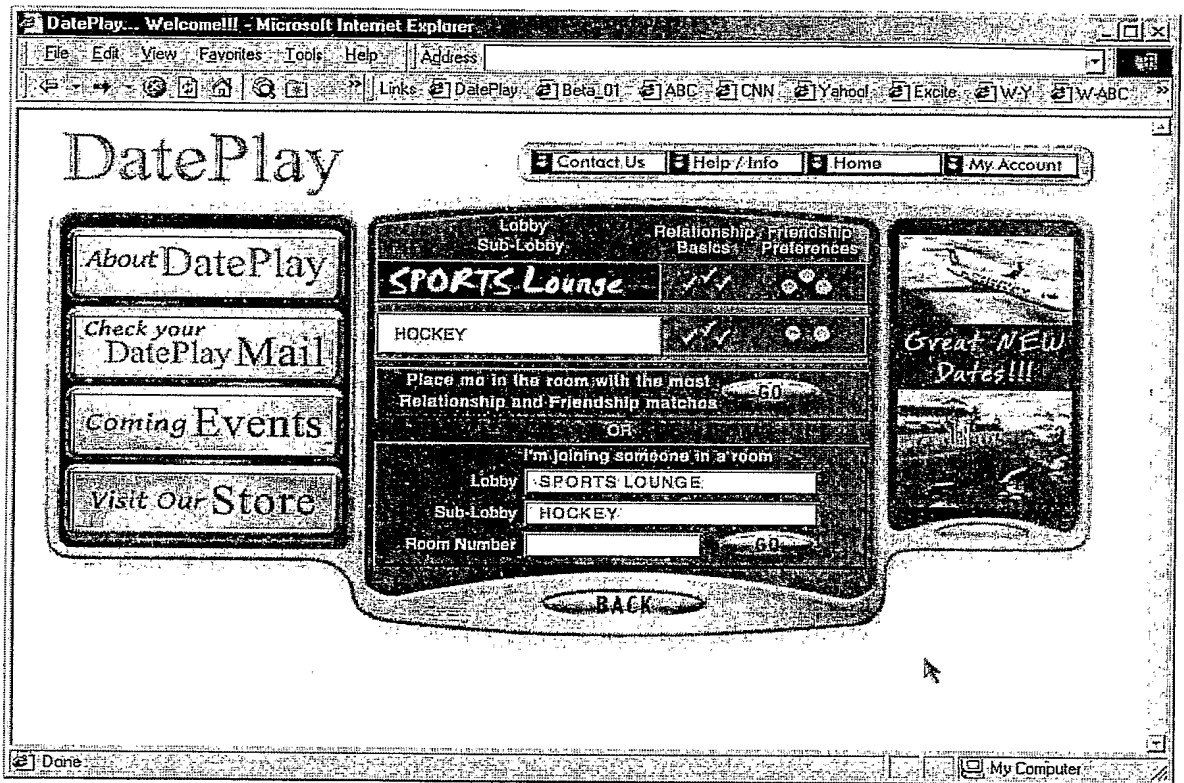 DatePlay... Welcome!!! - Microsoft Internet Explorer
File Edit View Favorites Tools Help Address
Links DatePlay Beta_01 ABC CNN Yahoo! Excite W-Y W-ABC
DatePlay
Contact Us Help / Info Home My Account
About DatePlay
Check your
DatePlay Mail
Coming Events
Visit Our Store
Lobby
Sub-Lobby
Relationship
Basics
Friendship
Preferences
SPORTS Lounge
HOCKEY
Place me in the room with the most
Relationship and Friendship matches
GO
OR
I'm joining someone in a room
Lobby SPORTS LOUNGE
Sub-Lobby HOCKEY
Room Number GO
BACK
Great NEW
Dates!!!
Done My Computer